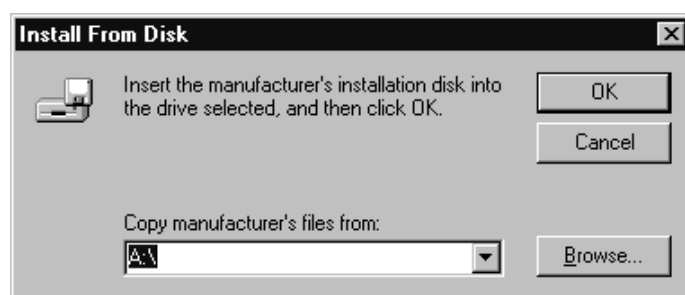 Install From Disk
Insert the manufacturer's installation disk into
the drive selected, and then click OK.
OK
Cancel
Copy manufacturer's files from:
A:\
Browse...